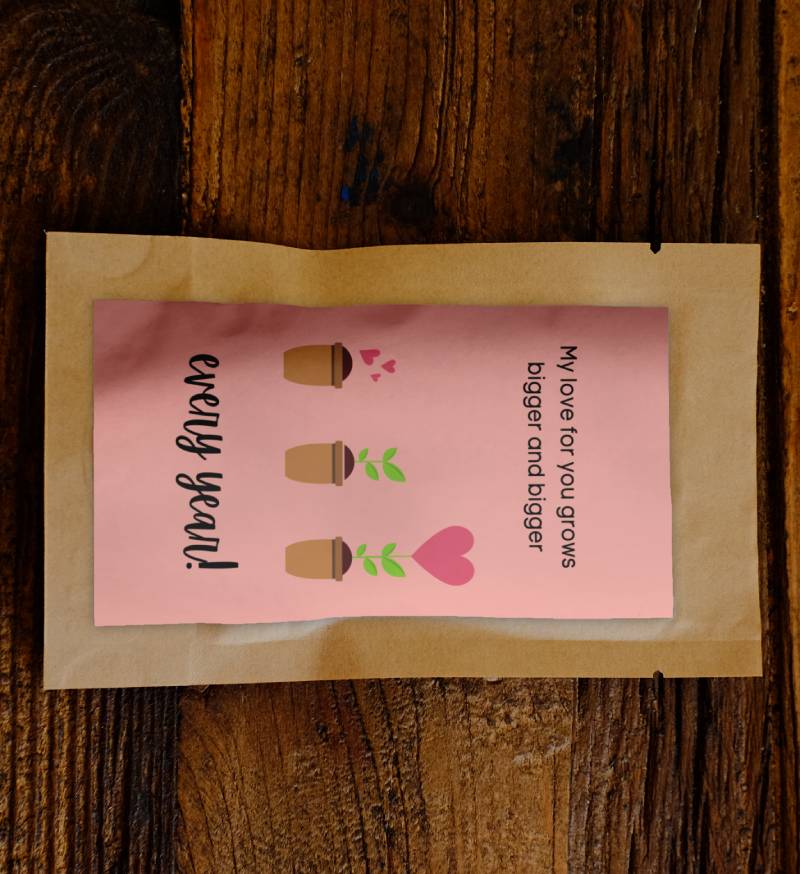 My love for you grows
bigger and bigger
every year!